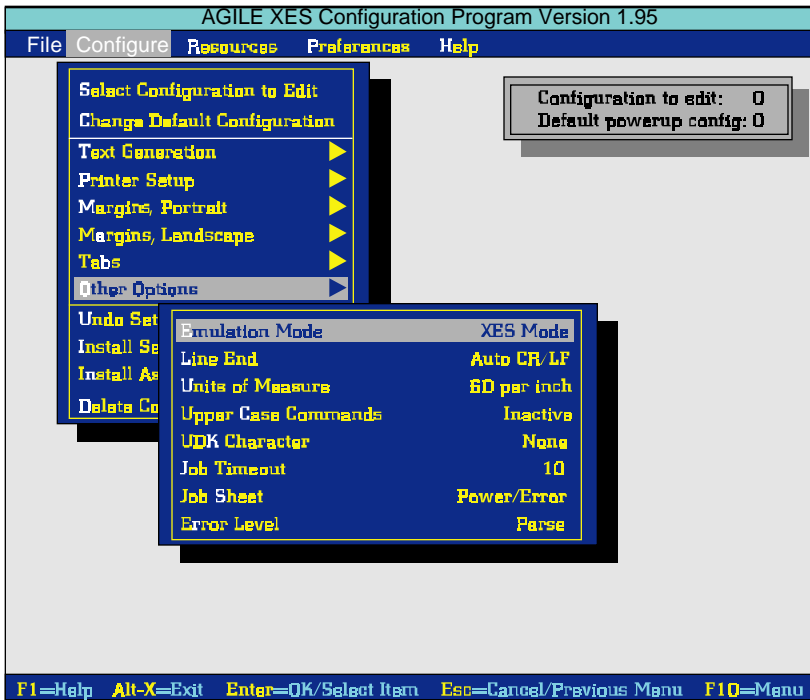 AGILE XES Configuration Program Version 1.95
File Configure Resources Preferences Help
Select Configuration to Edit
Change Default Configuration
Configuration to edit: 0
Default powerup config: 0
Text Generation
Printer Setup
Margins, Portrait
Margins, Landscape
Tabs
Other Options
Undo Set
Install Se
Install As
Delete Co
Emulation Mode XES Mode
Line End Auto CR/LF
Units of Measure 60 per inch
Upper Case Commands Inactive
UDK Character None
Job Timeout 10
Job Sheet Power/Error
Error Level Parse
F1=Help Alt-X=Exit Enter=OK/Select Item Esc=Cancel/Previous Menu F10=Menu